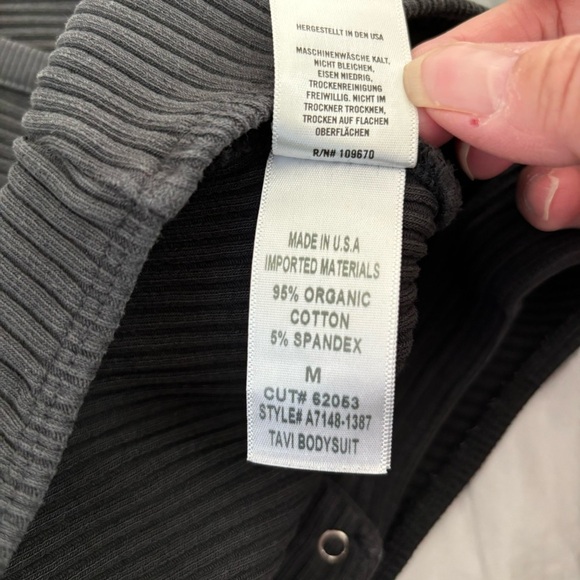 HERGESTELLT IN DEN USA
MASCHINENWÄSCHE KALT,
NICHT BLEICHEN,
EISEN NIEDRIG,
TROCKENREINIGUNG
FREIWILLIG. NICHT IM
TROCKNER TROCKNEN,
TROCKEN AUF FLACHEN
OBERFLÄCHEN
R/N# 109670
MADE IN U.S.A
IMPORTED MATERIALS
95% ORGANIC
COTTON
5% SPANDEX
M
CUT# 62053
STYLE# A7148-1387
TAVI BODYSUIT